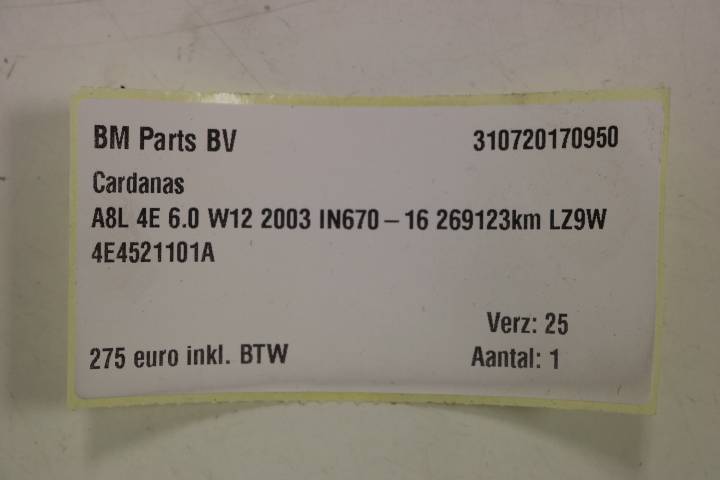 BM Parts BV 310720170950
Cardanas
A8L 4E 6.0 W12 2003 IN670-16 269123km LZ9W
4E4521101A
Verz: 25
275 euro inkl. BTW Aantal: 1